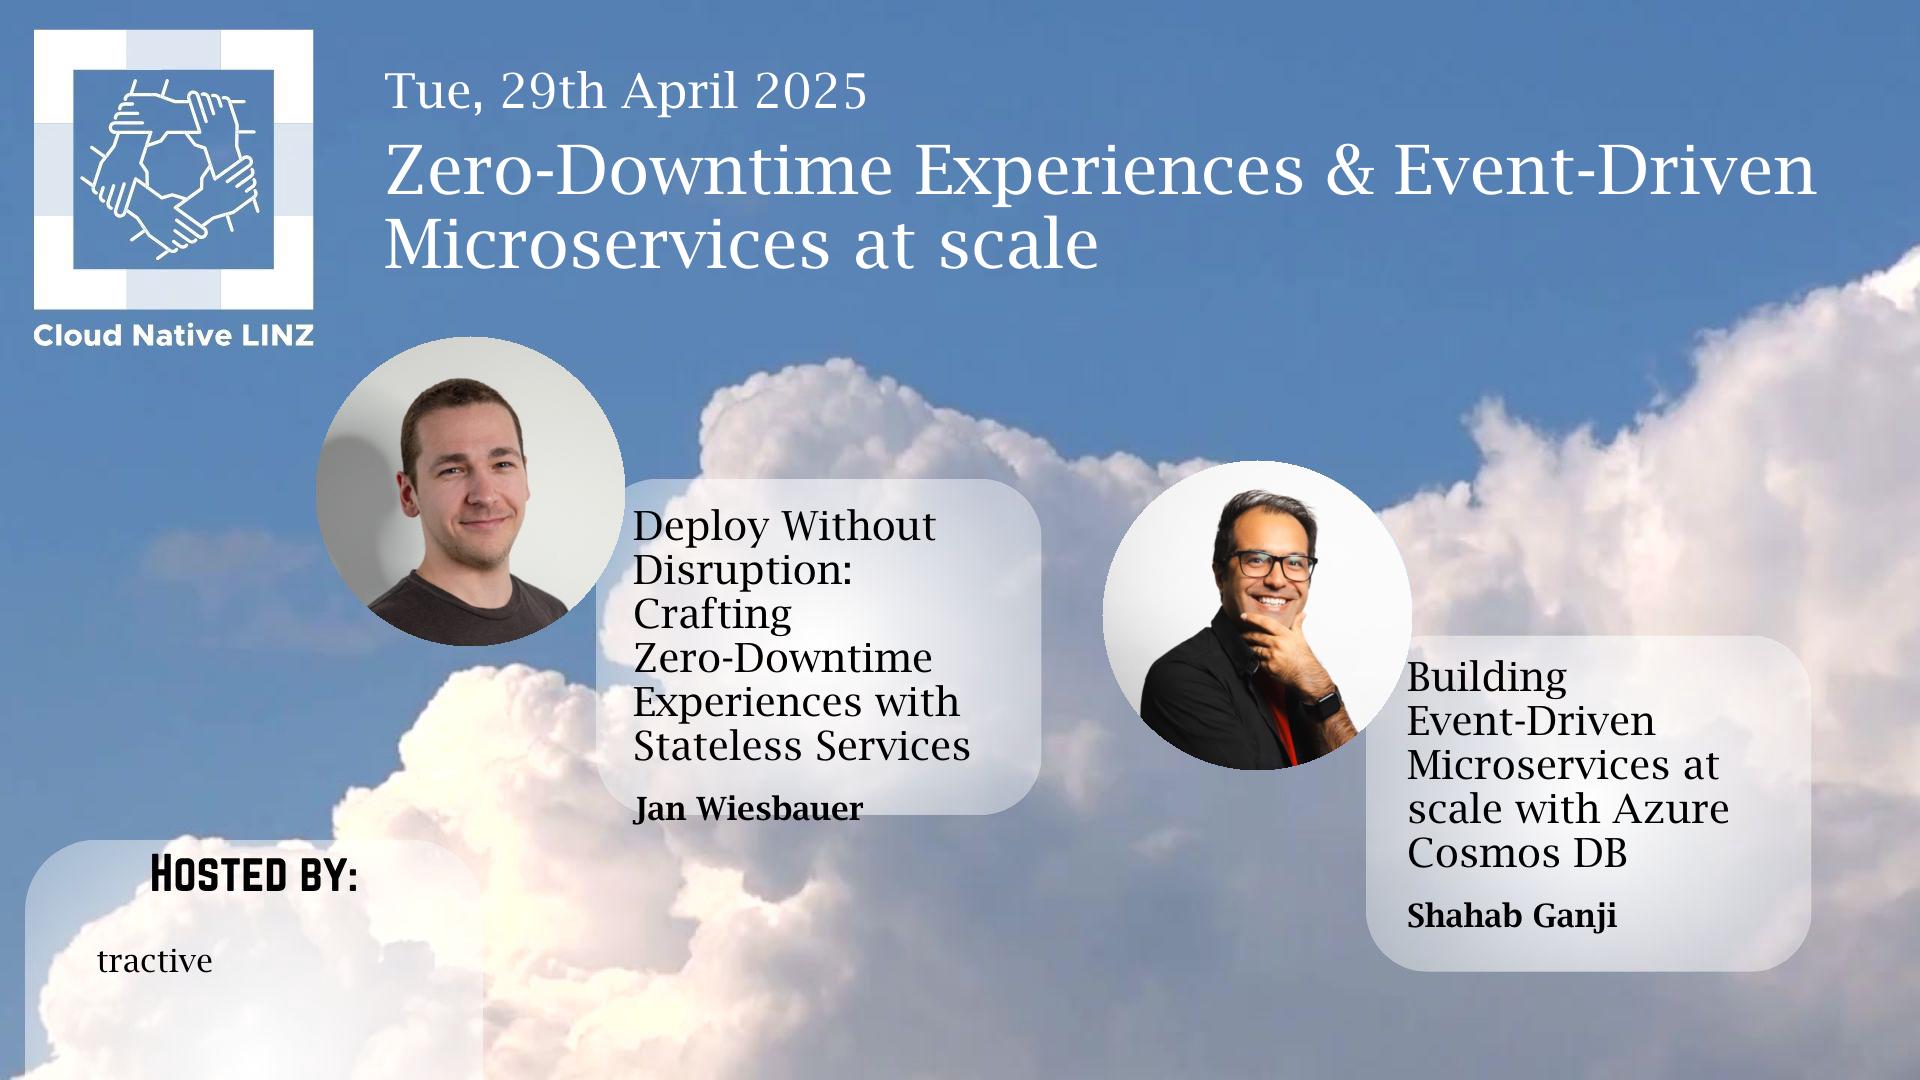 Cloud Native LINZ
Tue, 29th April 2025
Zero-Downtime Experiences & Event-Driven
Microservices at scale
Deploy Without
Disruption:
Crafting
Zero-Downtime
Experiences with
Stateless Services
Jan Wiesbauer
Building
Event-Driven
Microservices at
scale with Azure
Cosmos DB
Shahab Ganji
HOSTED BY:
tractive